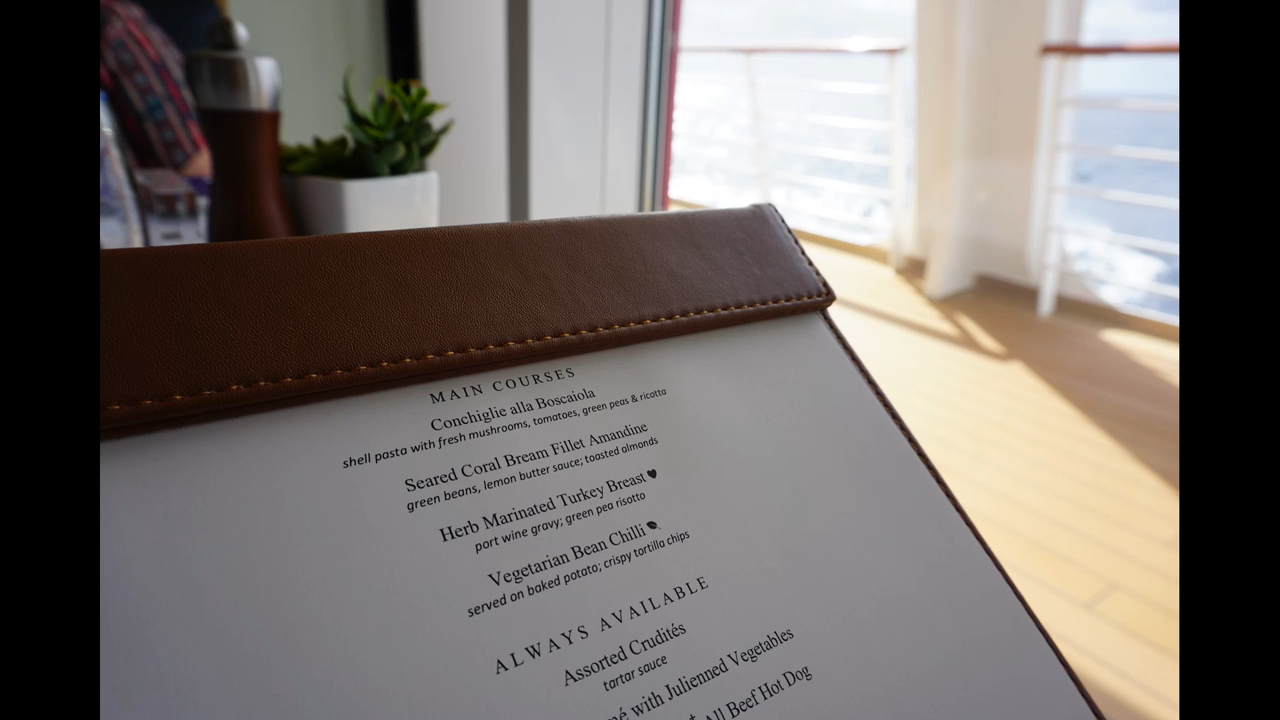 MAIN COURSES
Conchiglie alla Boscaiola
shell pasta with fresh mushrooms, tomatoes, green peas & ricotta
Seared Coral Bream Fillet Amandine
green beans, lemon butter sauce; toasted almonds
Herb Marinated Turkey Breast
port wine gravy; green pea risotto
Vegetarian Bean Chilli
served on baked potato; crispy tortilla chips
ALWAYS AVAILABLE
Assorted Crudités
tartar sauce
with Julienned Vegetables
All Beef Hot Dog